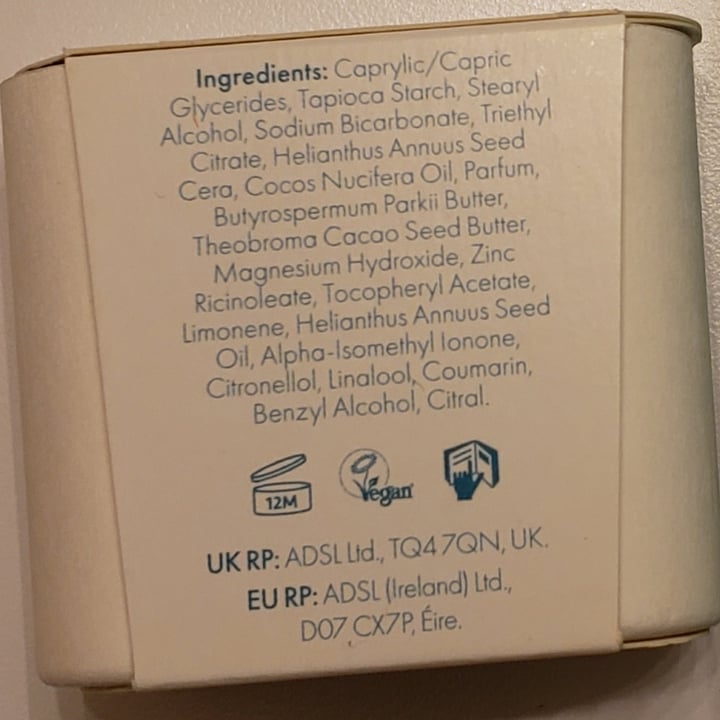 Ingredients: Caprylic/Capric
Glycerides, Tapioca Starch, Stearyl
Alcohol, Sodium Bicarbonate, Triethyl
Citrate, Helianthus Annuus Seed
Cera, Cocos Nucifera Oil, Parfum,
Butyrospermum Parkii Butter,
Theobroma Cacao Seed Butter,
Magnesium Hydroxide, Zinc
Ricinoleate, Tocopheryl Acetate,
Limonene, Helianthus Annuus Seed
Oil, Alpha-Isomethyl Ionone,
Citronellol, Linalool, Coumarin,
Benzyl Alcohol, Citral.
12M Vegan
UK RP: ADSL Ltd., TQ4 7QN, UK.
EU RP: ADSL (Ireland) Ltd.,
D07 CX7P, Éire.